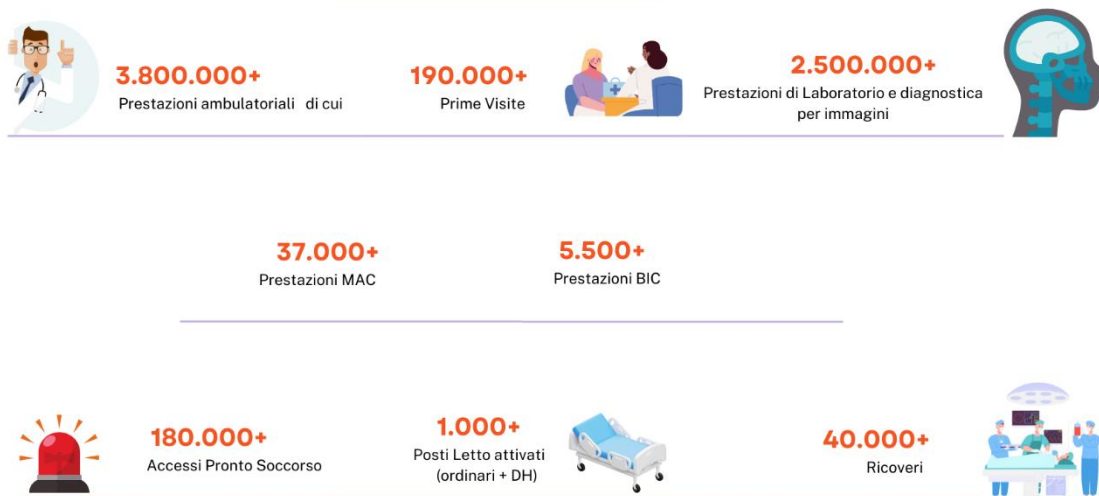 3.800.000+
Prestazioni ambulatoriali di cui
190.000+
Prime Visite
2.500.000+
Prestazioni di Laboratorio e diagnostica
per immagini
37.000+
Prestazioni MAC
5.500+
Prestazioni BIC
180.000+
Accessi Pronto Soccorso
1.000+
Posti Letto attivati
(ordinari + DH)
40.000+
Ricoveri